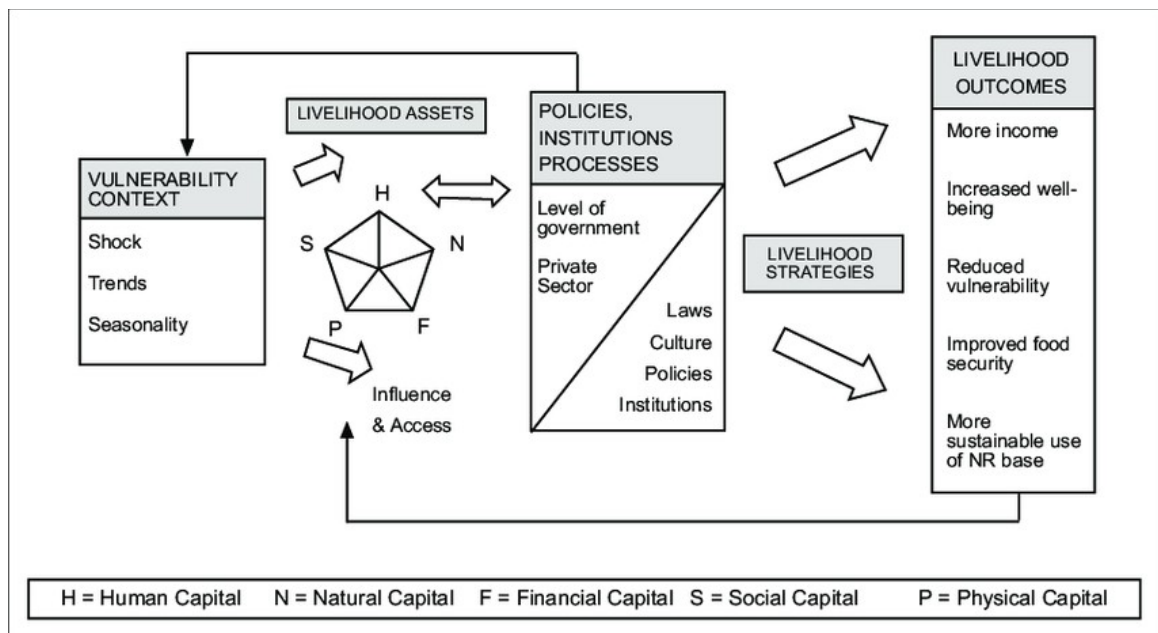 LIVELIHOOD ASSETS
VULNERABILITY
CONTEXT
Shock
Trends
Seasonality
H
S
N
P
F
Influence
& Access
POLICIES,
INSTITUTIONS
PROCESSES
Level of
government
Private
Sector
Laws
Culture
Policies
Institutions
LIVELIHOOD
STRATEGIES
LIVELIHOOD
OUTCOMES
More income
Increased well-
being
Reduced
vulnerability
Improved food
security
More
sustainable use
of NR base
H = Human Capital N = Natural Capital F = Financial Capital S = Social Capital P = Physical Capital